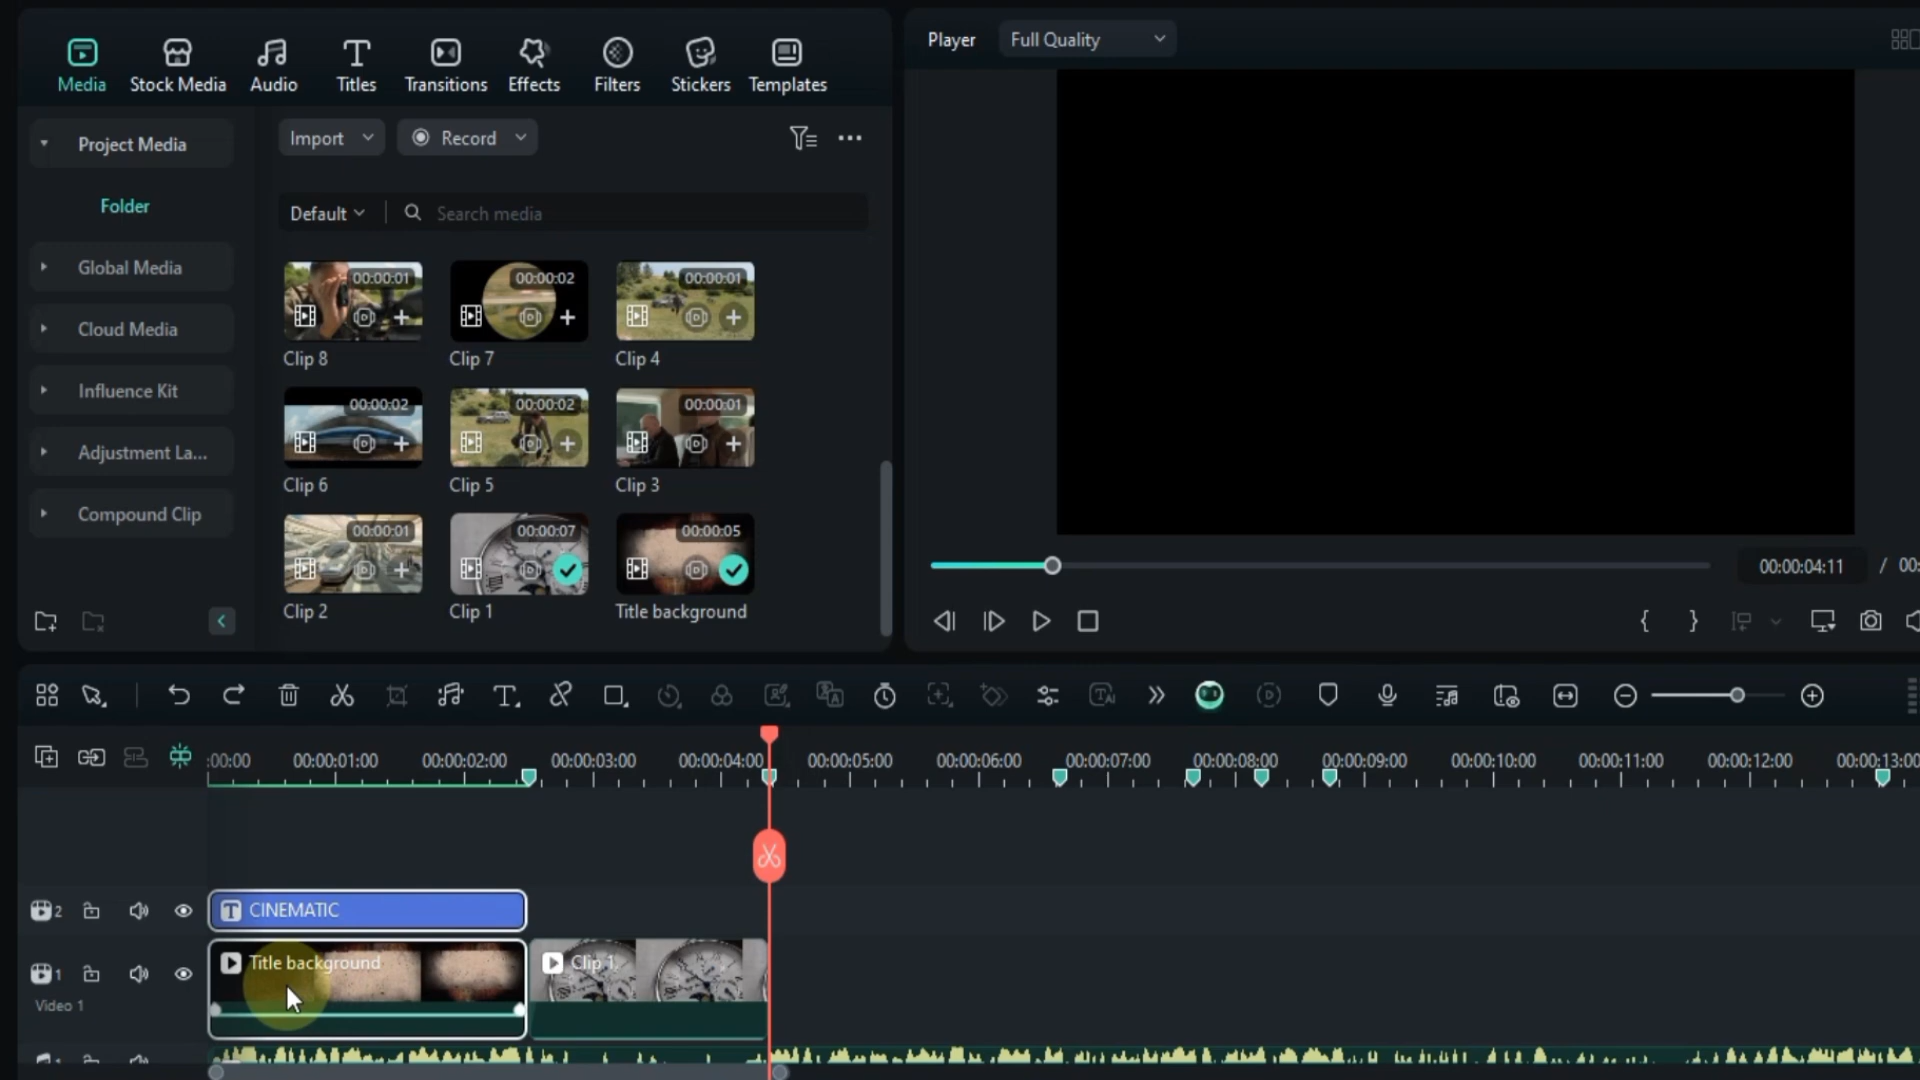 Media
Stock Media
Audio
Titles
Transitions
Effects
Filters
Stickers
Templates
Player
Full Quality
Project Media
Folder
Global Media
Cloud Media
Influence Kit
Adjustment La...
Compound Clip
Import
Record
Default
Search media
00:00:01
00:00:02
00:00:01
Clip 8
Clip 7
Clip 4
00:00:02
00:00:02
00:00:01
Clip 6
Clip 5
Clip 3
00:00:01
00:00:07
00:00:05
Clip 2
Clip 1
Title background
00:00:04:11
/
00:
:00:00
00:00:01:00
00:00:02:00
00:00:03:00
00:00:04:00
00:00:05:00
00:00:06:00
00:00:07:00
00:00:08:00
00:00:09:00
00:00:10:00
00:00:11:00
00:00:12:00
00:00:13:00
2
T CINEMATIC
1
Title background
Clip 1
Video 1